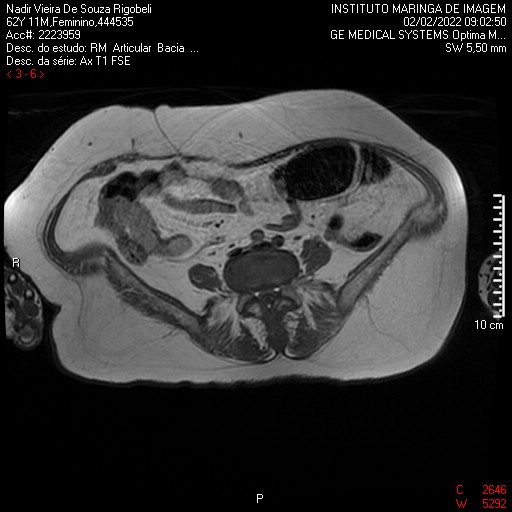 Nadir Vieira De Souza Rigobeli
62Y 11M,Feminino,444535
Acc#: 2223959
Desc. do estudo: RM Articular Bacia ...
Desc. da série: Ax T1 FSE
< 3 - 6 >
INSTITUTO MARINGA DE IMAGEM
02/02/2022 09:02:50
GE MEDICAL SYSTEMS Optima M...
SW 5,50 mm
R
10 cm
P
C 2646
W 5292